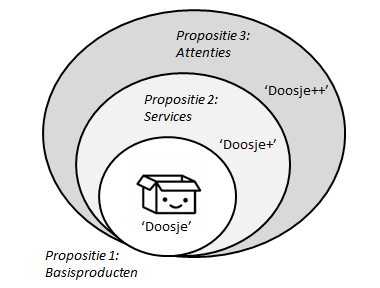 Propositie 3:
Attenties
‘Doosje++’
Propositie 2:
Services
‘Doosje+’
‘Doosje’
Propositie 1:
Basisproducten